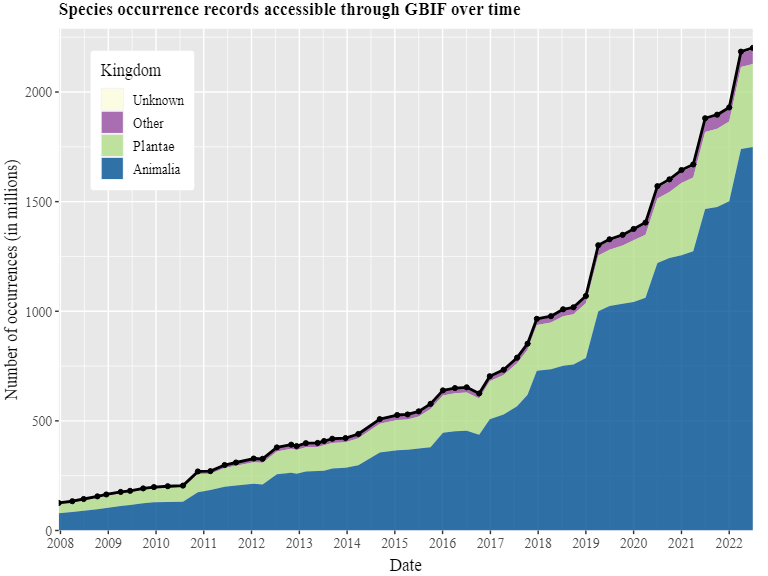 Species occurrence records accessible through GBIF over time
Number of occurrences (in millions)
Kingdom
Unknown
Other
Plantae
Animalia
2000
1500
1000
500
0
2008 2009 2010 2011 2012 2013 2014 2015 2016 2017 2018 2019 2020 2021 2022
Date